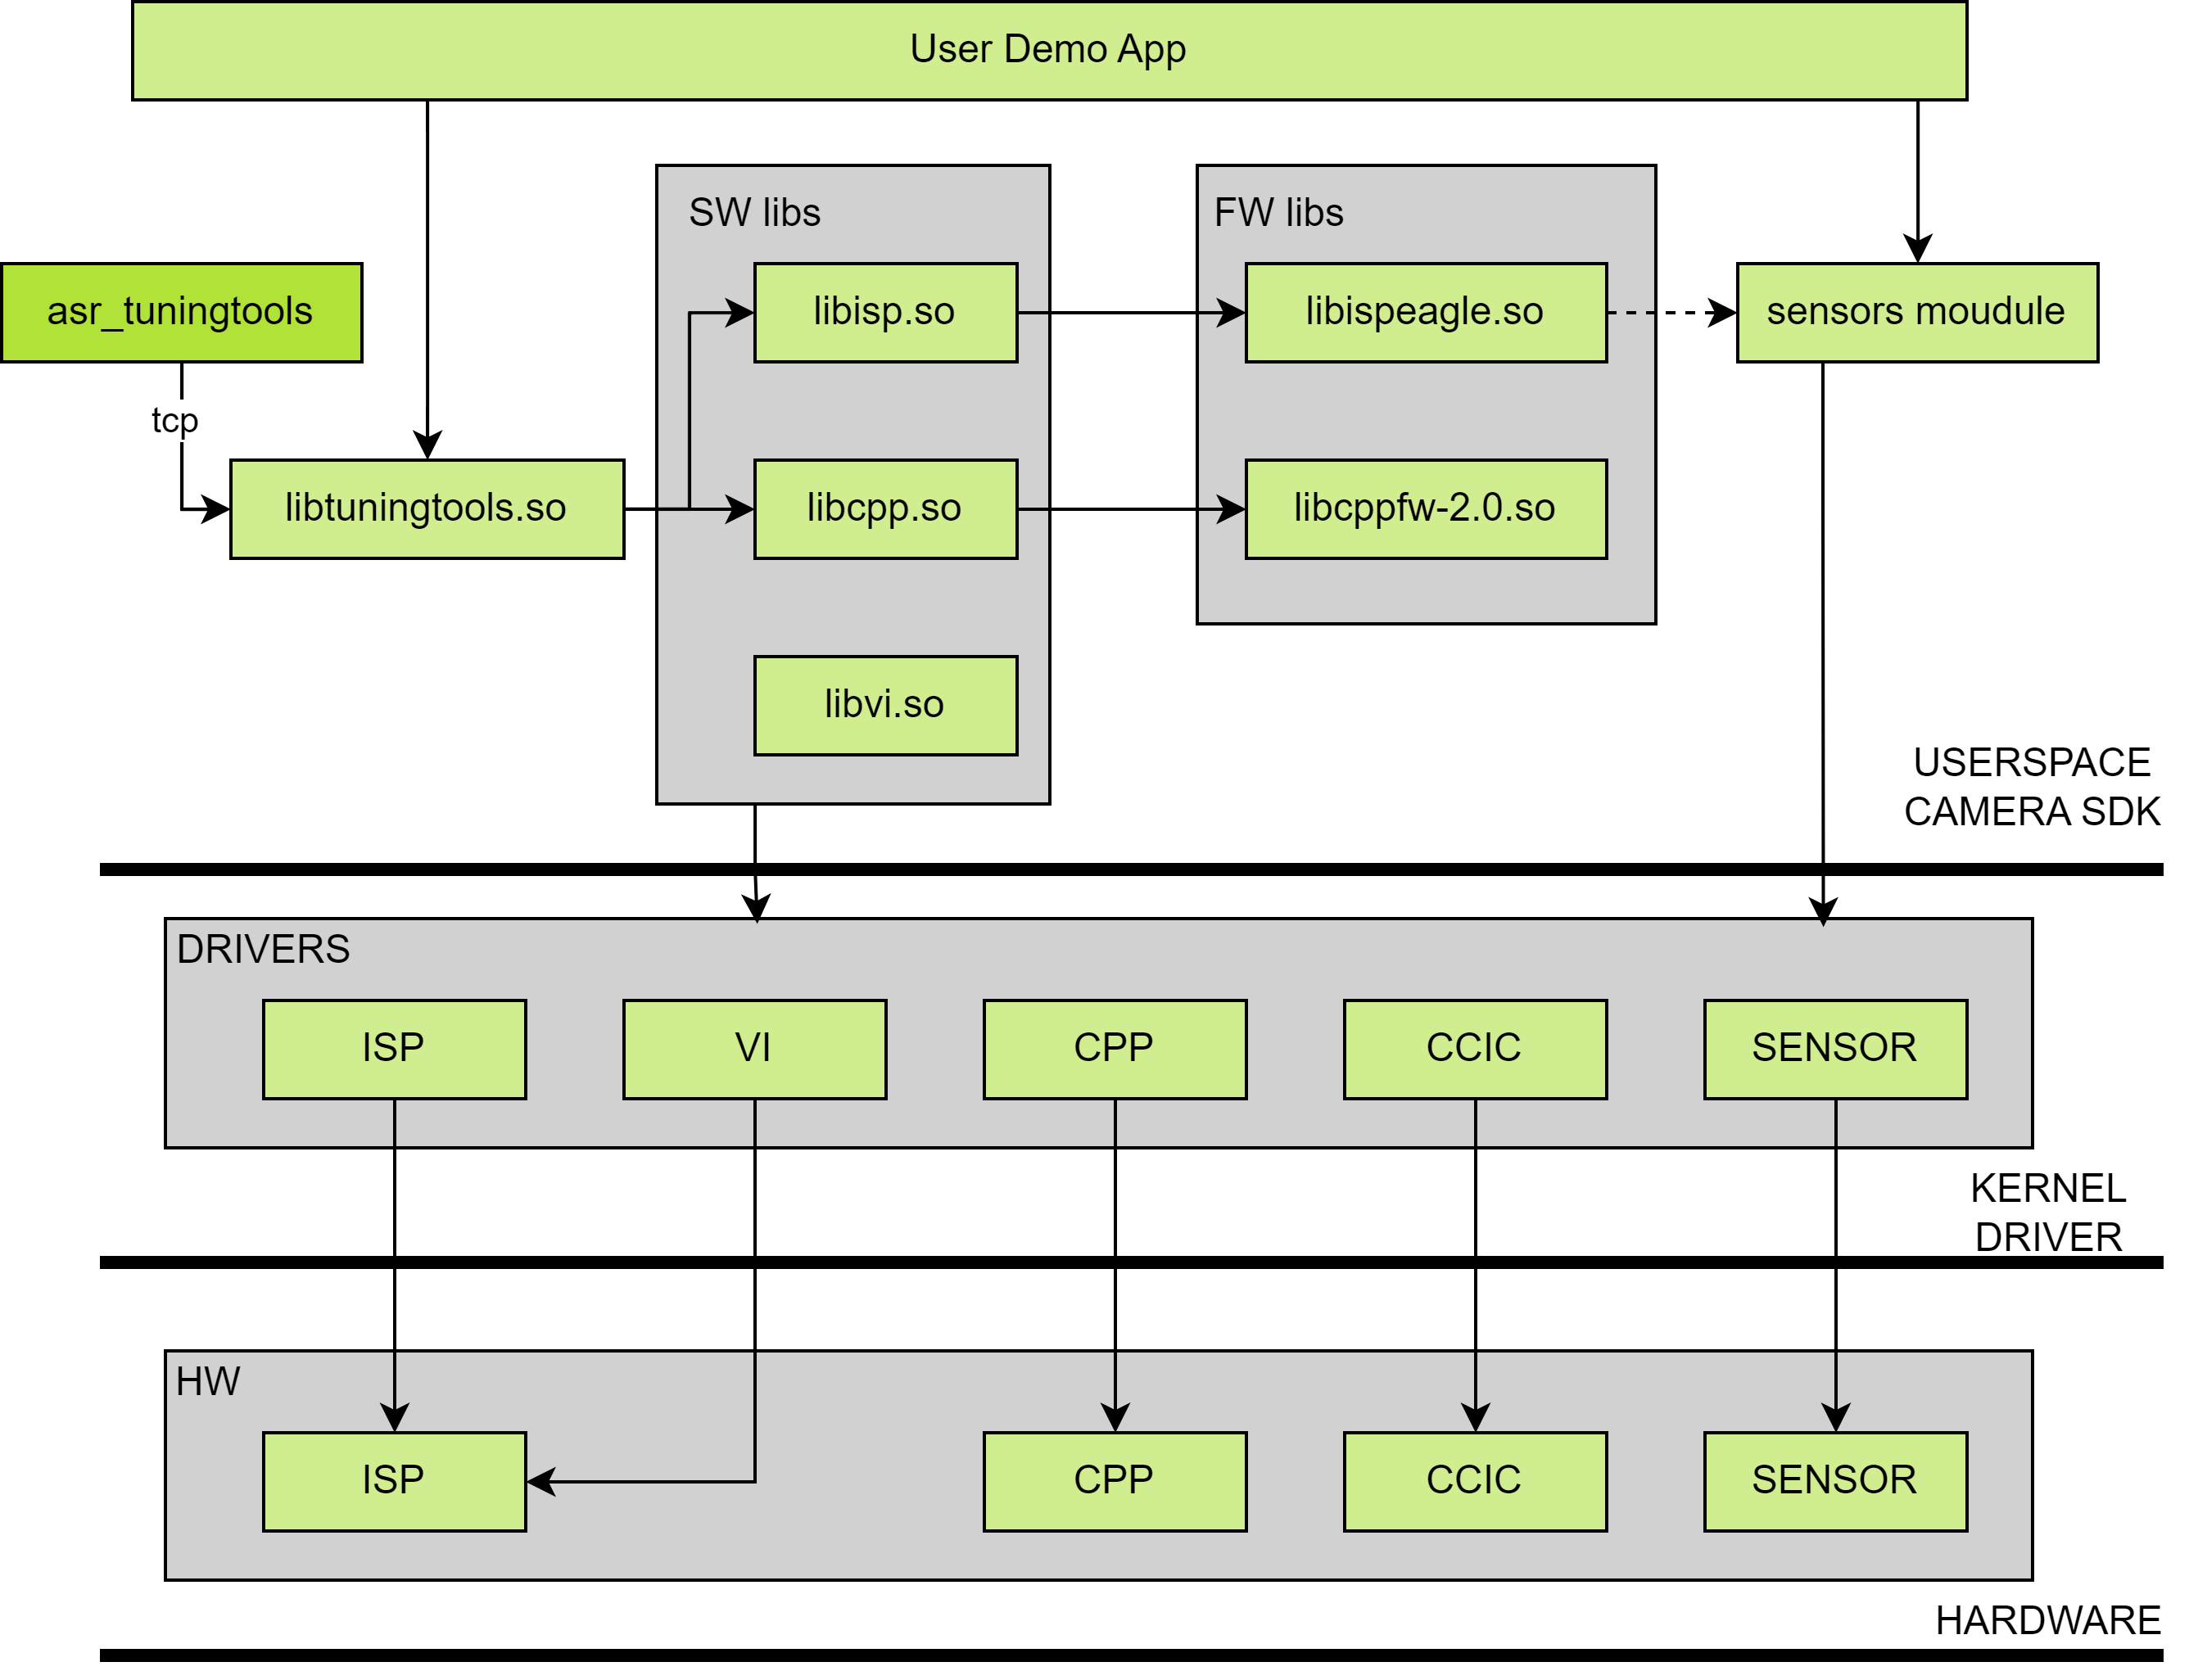 User Demo App
SW libs
FW libs
asr_tuningtools
libisp.so
libispeagle.so
sensors moudule
tcp
libtuningtools.so
libcpp.so
libcppfw-2.0.so
libvi.so
USERSPACE
CAMERA SDK
DRIVERS
ISP
VI
CPP
CCIC
SENSOR
KERNEL
DRIVER
HW
ISP
CPP
CCIC
SENSOR
HARDWARE